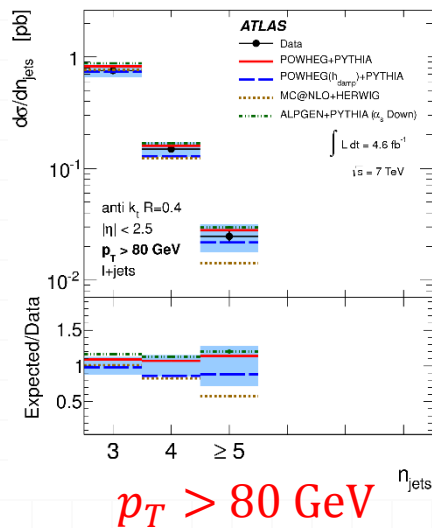 dσ/dn_jets [pb]
1
10⁻¹
10⁻²
ATLAS
Data
POWHEG+PYTHIA
POWHEG(h_damp)+PYTHIA
MC@NLO+HERWIG
ALPGEN+PYTHIA (α_s Down)
∫ L dt = 4.6 fb⁻¹
√s = 7 TeV
anti k_t R=0.4
|η| < 2.5
p_T > 80 GeV
l+jets
Expected/Data
1.5
1
0.5
3 4 ≥ 5
n_jets
p_T > 80 GeV